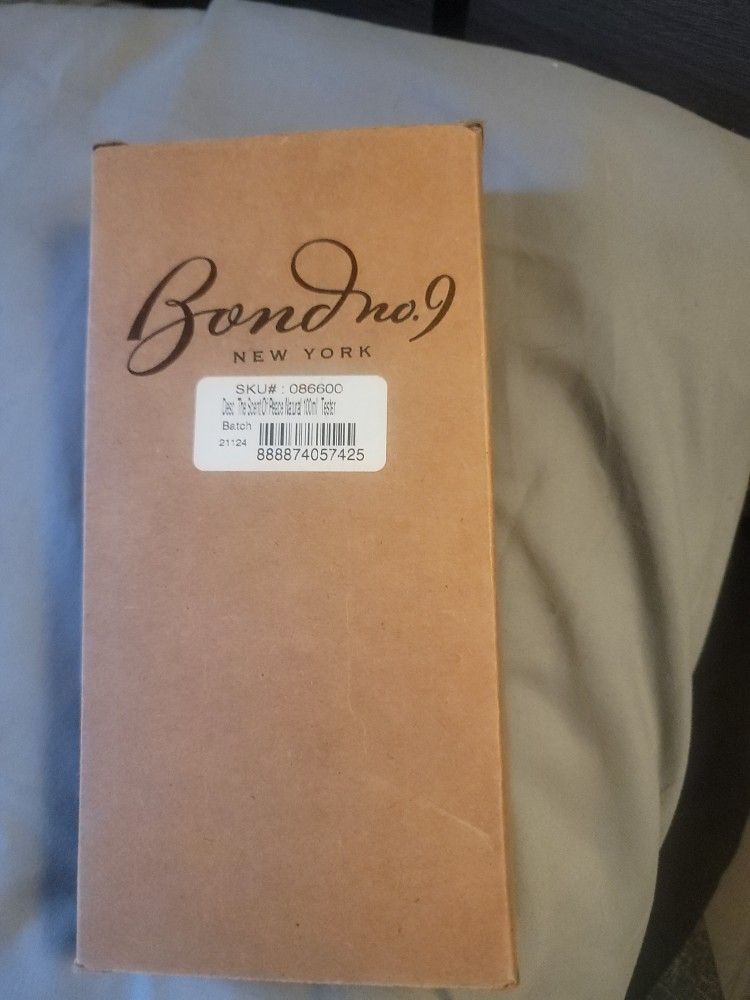 Bond no.9
NEW YORK
SKU# : 086600
Desc The Scent Of Peace Natural 100ml Tester
Batch
21124
888874057425